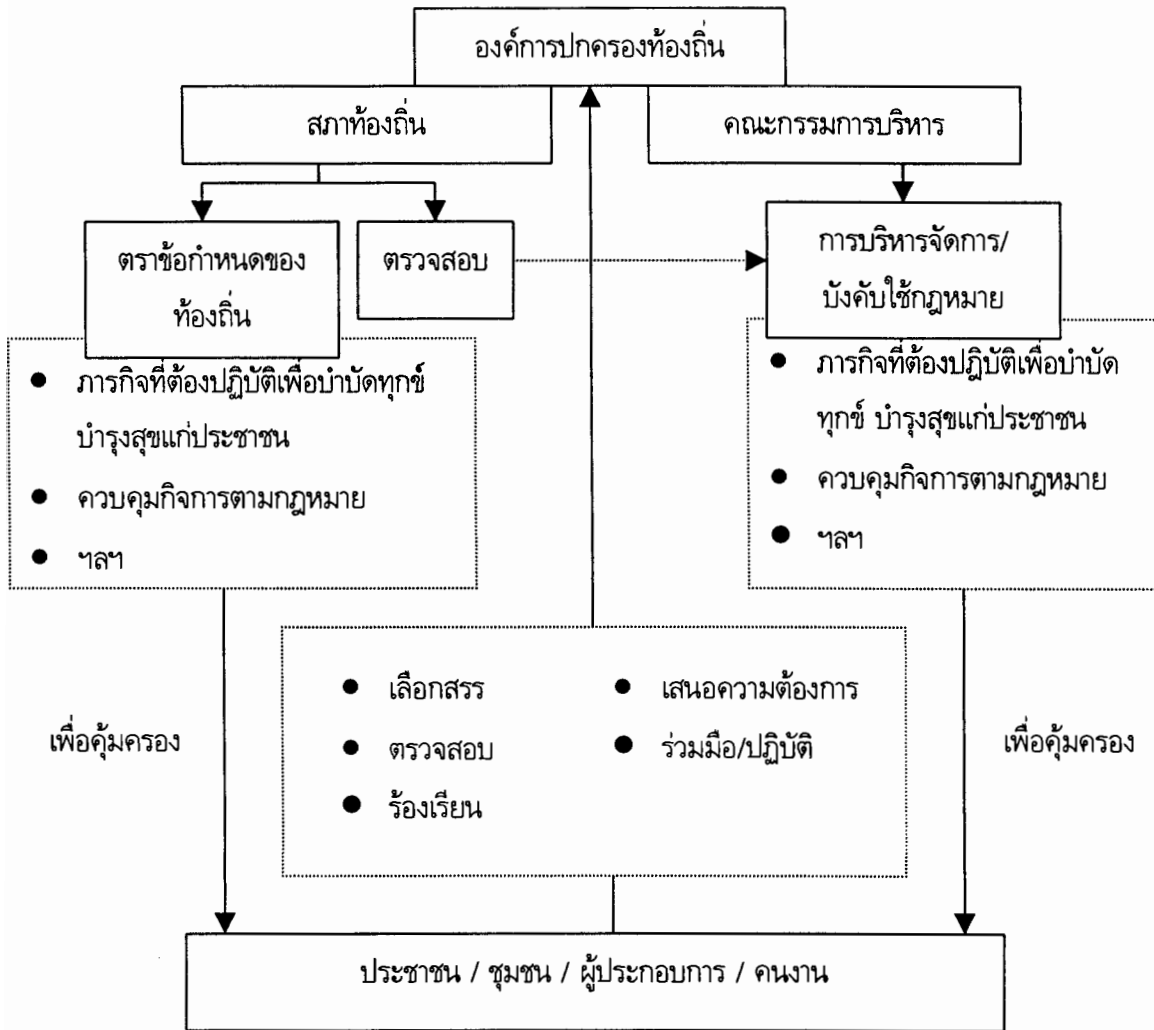 องค์การปกครองท้องถิ่น
สภาท้องถิ่น
คณะกรรมการบริหาร
ตราข้อกำหนดของ
ท้องถิ่น
ตรวจสอบ
การบริหารจัดการ/
บังคับใช้กฎหมาย
● ภารกิจที่ต้องปฏิบัติเพื่อบำบัดทุกข์
บำรุงสุขแก่ประชาชน
● ควบคุมกิจการตามกฎหมาย
● ฯลฯ
● ภารกิจที่ต้องปฏิบัติเพื่อบำบัด
ทุกข์ บำรุงสุขแก่ประชาชน
● ควบคุมกิจการตามกฎหมาย
● ฯลฯ
เพื่อคุ้มครอง
● เลือกสรร
● ตรวจสอบ
● ร้องเรียน
● เสนอความต้องการ
● ร่วมมือ/ปฏิบัติ
เพื่อคุ้มครอง
ประชาชน / ชุมชน / ผู้ประกอบการ / คนงาน